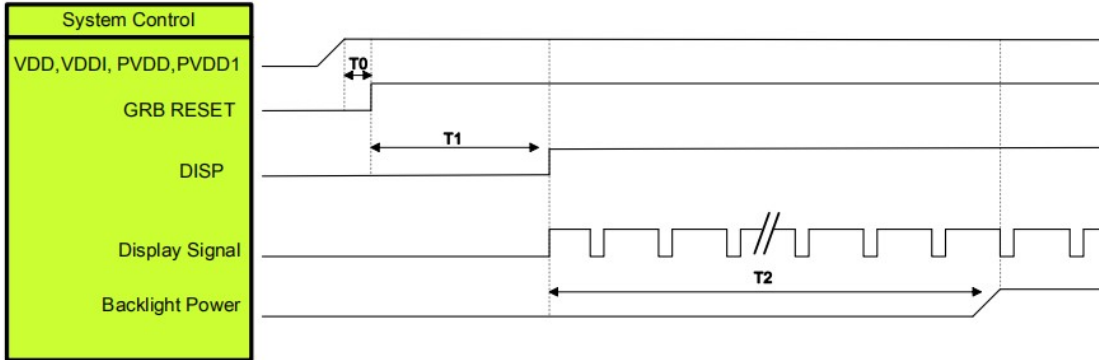 System Control
VDD,VDDI, PVDD,PVDD1
T0
GRB RESET
T1
DISP
Display Signal
T2
Backlight Power